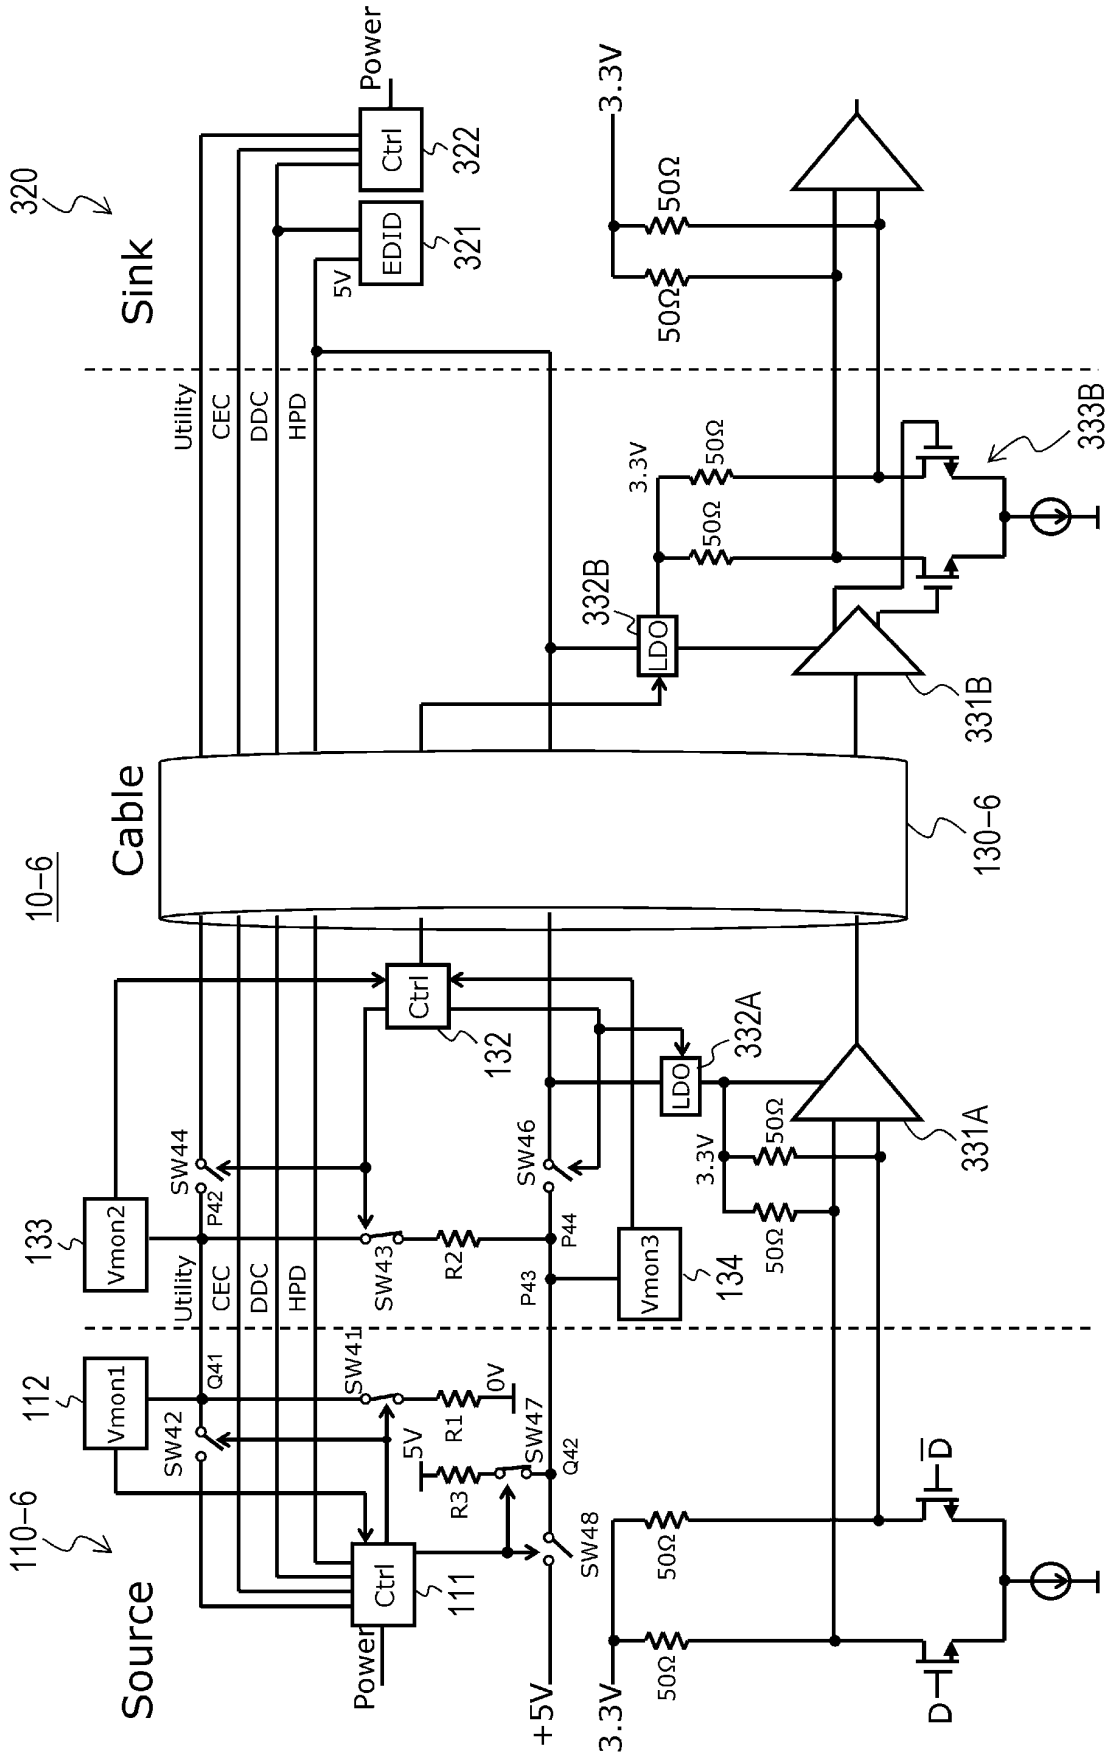 10-6
Source
Cable
Sink
110-6
320
112
Vmon1
133
Vmon2
Utility
CEC
DDC
HPD
Utility
CEC
DDC
HPD
SW42
Q41
P42
SW44
SW41
SW43
R1
0V
R2
5V
R3
SW47
Q42
SW48
P43
P44
SW46
Power
Ctrl
111
+5V
Ctrl
132
Vmon3
134
LDO
332A
3.3V
50Ω
50Ω
331A
3.3V
50Ω
50Ω
D
D̅
130-6
LDO
332B
3.3V
50Ω
50Ω
331B
333B
5V
EDID
321
Ctrl
322
Power
3.3V
50Ω
50Ω